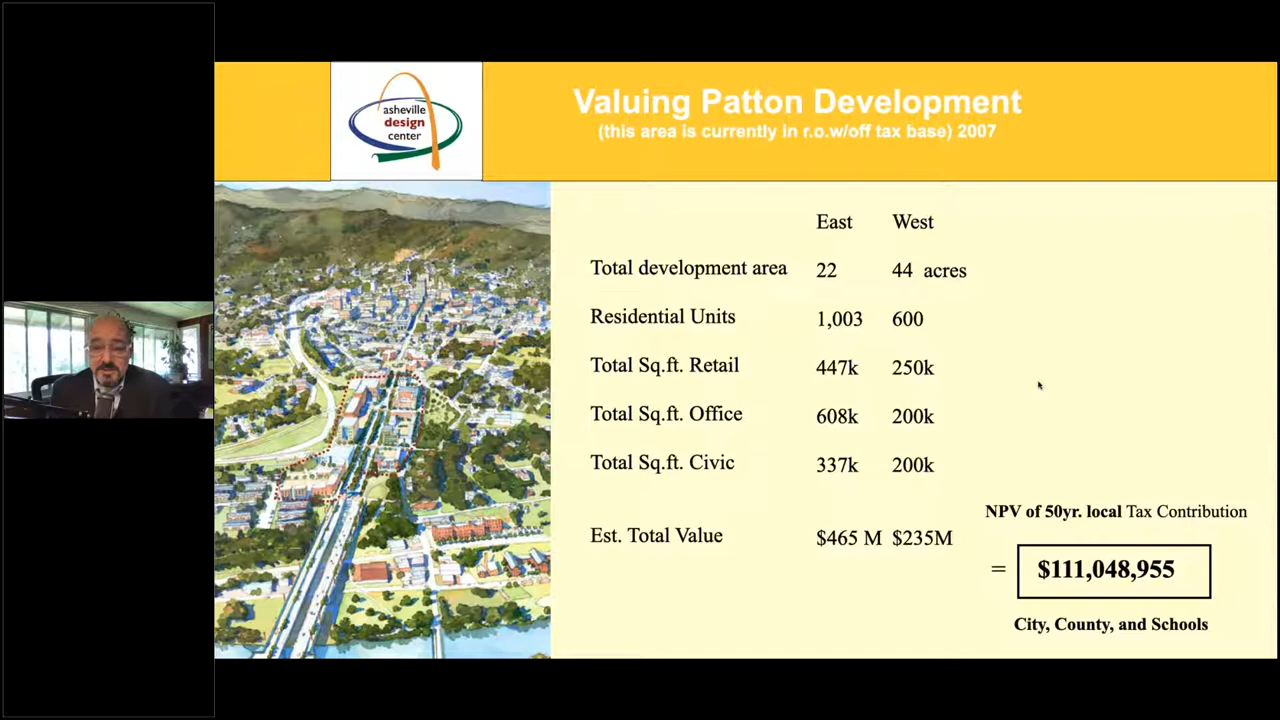 asheville
design
center
Valuing Patton Development
(this area is currently in r.o.w/off tax base) 2007
East West
Total development area 22 44 acres
Residential Units 1,003 600
Total Sq.ft. Retail 447k 250k
Total Sq.ft. Office 608k 200k
Total Sq.ft. Civic 337k 200k
NPV of 50yr. local Tax Contribution
Est. Total Value $465 M $235M
= $111,048,955
City, County, and Schools